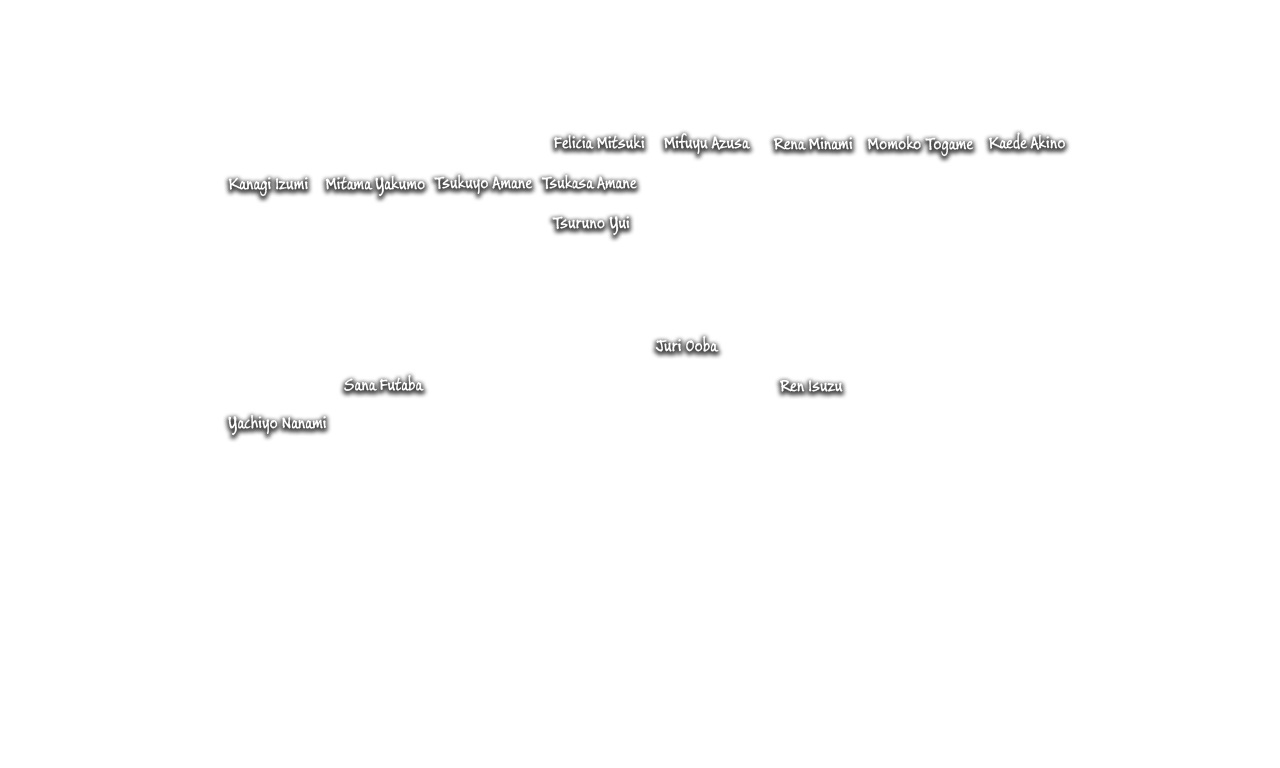 Felicia Mitsuki Mifuyu Azusa Rena Minami Momoko Togame Kaede Akino
Kanagi Izumi Mitama Yakumo Tsukuyo Amane Tsukasa Amane
Tsuruno Yui
Juri Ooba
Sana Futaba Ren Isuzu
Yachiyo Nanami